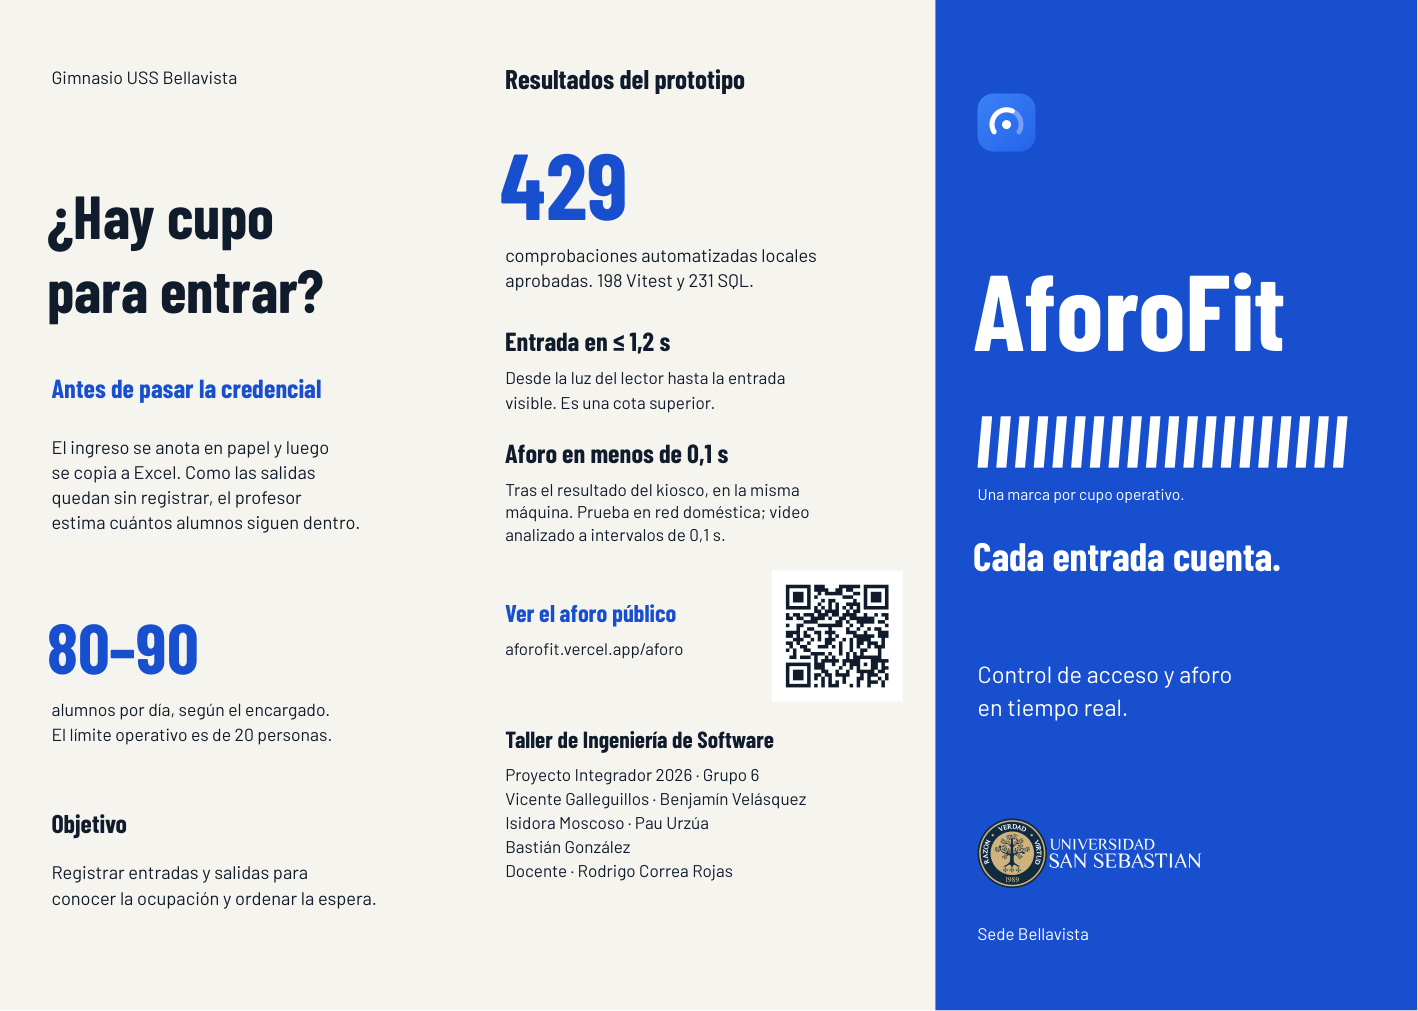 Gimnasio USS Bellavista
¿Hay cupo
para entrar?
Antes de pasar la credencial
El ingreso se anota en papel y luego
se copia a Excel. Como las salidas
quedan sin registrar, el profesor
estima cuántos alumnos siguen dentro.
80–90
alumnos por día, según el encargado.
El límite operativo es de 20 personas.
Objetivo
Registrar entradas y salidas para
conocer la ocupación y ordenar la espera.
Resultados del prototipo
429
comprobaciones automatizadas locales
aprobadas. 198 Vitest y 231 SQL.
Entrada en ≤ 1,2 s
Desde la luz del lector hasta la entrada
visible. Es una cota superior.
Aforo en menos de 0,1 s
Tras el resultado del kiosco, en la misma
máquina. Prueba en red doméstica; video
analizado a intervalos de 0,1 s.
Ver el aforo público
aforofit.vercel.app/aforo
Taller de Ingeniería de Software
Proyecto Integrador 2026 · Grupo 6
Vicente Galleguillos · Benjamín Velásquez
Isidora Moscoso · Pau Urzúa
Bastián González
Docente · Rodrigo Correa Rojas
AforoFit
Una marca por cupo operativo.
Cada entrada cuenta.
Control de acceso y aforo
en tiempo real.
RAZON VERDAD VIRTUD
1989
UNIVERSIDAD
SAN SEBASTIAN
Sede Bellavista